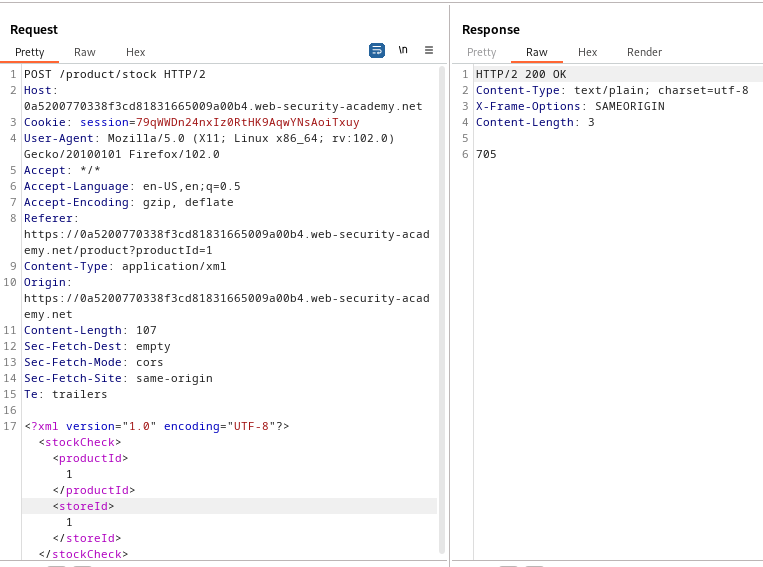 Request
Pretty Raw Hex \n
1 POST /product/stock HTTP/2
2 Host:
0a5200770338f3cd81831665009a00b4.web-security-academy.net
3 Cookie: session=79qWWDn24nxIz0RtHK9AqwYNsAoiTxuy
4 User-Agent: Mozilla/5.0 (X11; Linux x86_64; rv:102.0)
Gecko/20100101 Firefox/102.0
5 Accept: */*
6 Accept-Language: en-US,en;q=0.5
7 Accept-Encoding: gzip, deflate
8 Referer:
https://0a5200770338f3cd81831665009a00b4.web-security-acad
emy.net/product?productId=1
9 Content-Type: application/xml
10 Origin:
https://0a5200770338f3cd81831665009a00b4.web-security-acad
emy.net
11 Content-Length: 107
12 Sec-Fetch-Dest: empty
13 Sec-Fetch-Mode: cors
14 Sec-Fetch-Site: same-origin
15 Te: trailers
16
17 <?xml version="1.0" encoding="UTF-8"?>
<stockCheck>
<productId>
1
</productId>
<storeId>
1
</storeId>
</stockCheck>
Response
Pretty Raw Hex Render
1 HTTP/2 200 OK
2 Content-Type: text/plain; charset=utf-8
3 X-Frame-Options: SAMEORIGIN
4 Content-Length: 3
5
6 705